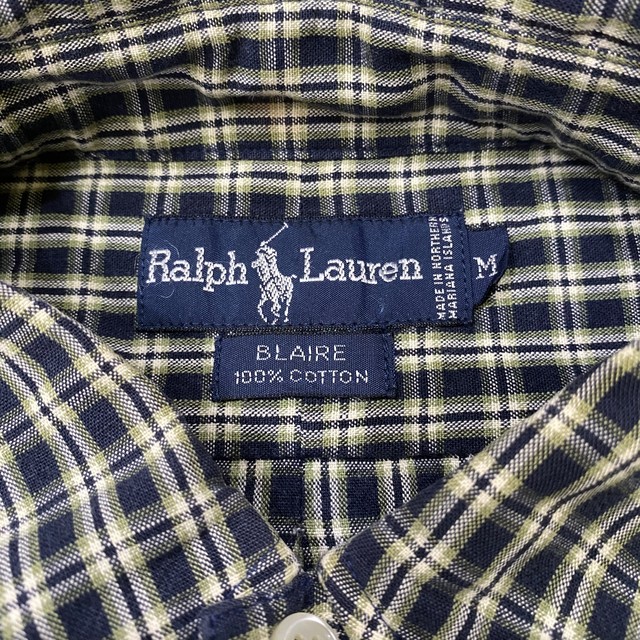 Ralph Lauren
MADE IN NORTHERN
MARIANA ISLANDS
M
BLAIRE
100% COTTON